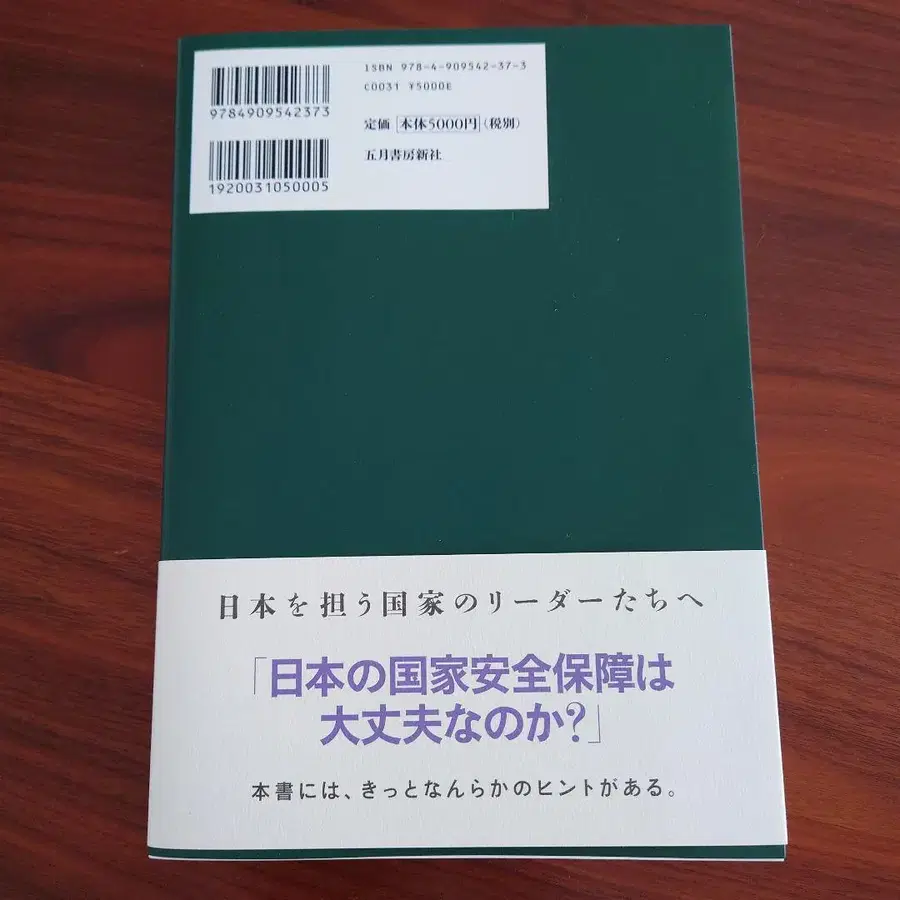 ISBN 978-4-909542-37-3
C0031 ¥5000E
定価 本体5000円(税別)
五月書房新社
9784909542373
1920031050005
日本を担う国家のリーダーたちへ
「日本の国家安全保障は
大丈夫なのか?」
本書には、きっとなんらかのヒントがある。